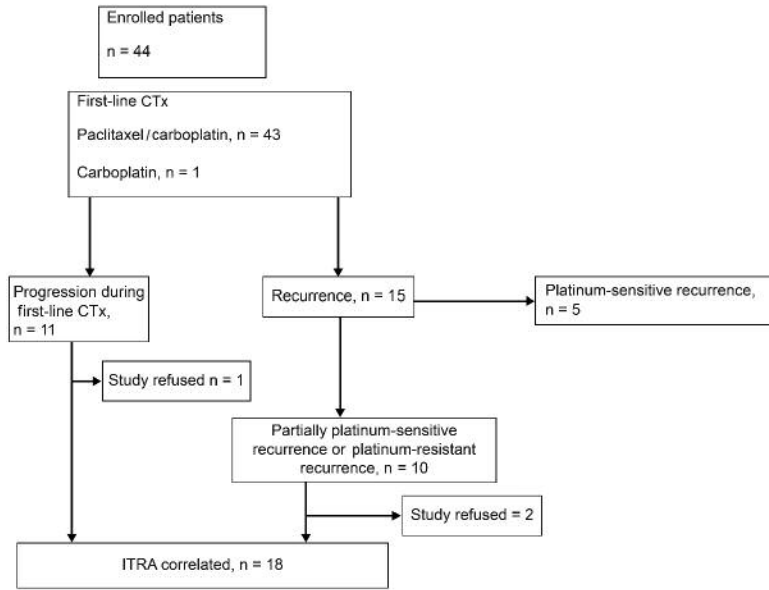 Enrolled patients
n = 44
First-line CTx
Paclitaxel/carboplatin, n = 43
Carboplatin, n = 1
Progression during
first-line CTx,
n = 11
Recurrence, n = 15
Platinum-sensitive recurrence,
n = 5
Study refused n = 1
Partially platinum-sensitive
recurrence or platinum-resistant
recurrence, n = 10
Study refused = 2
ITRA correlated, n = 18